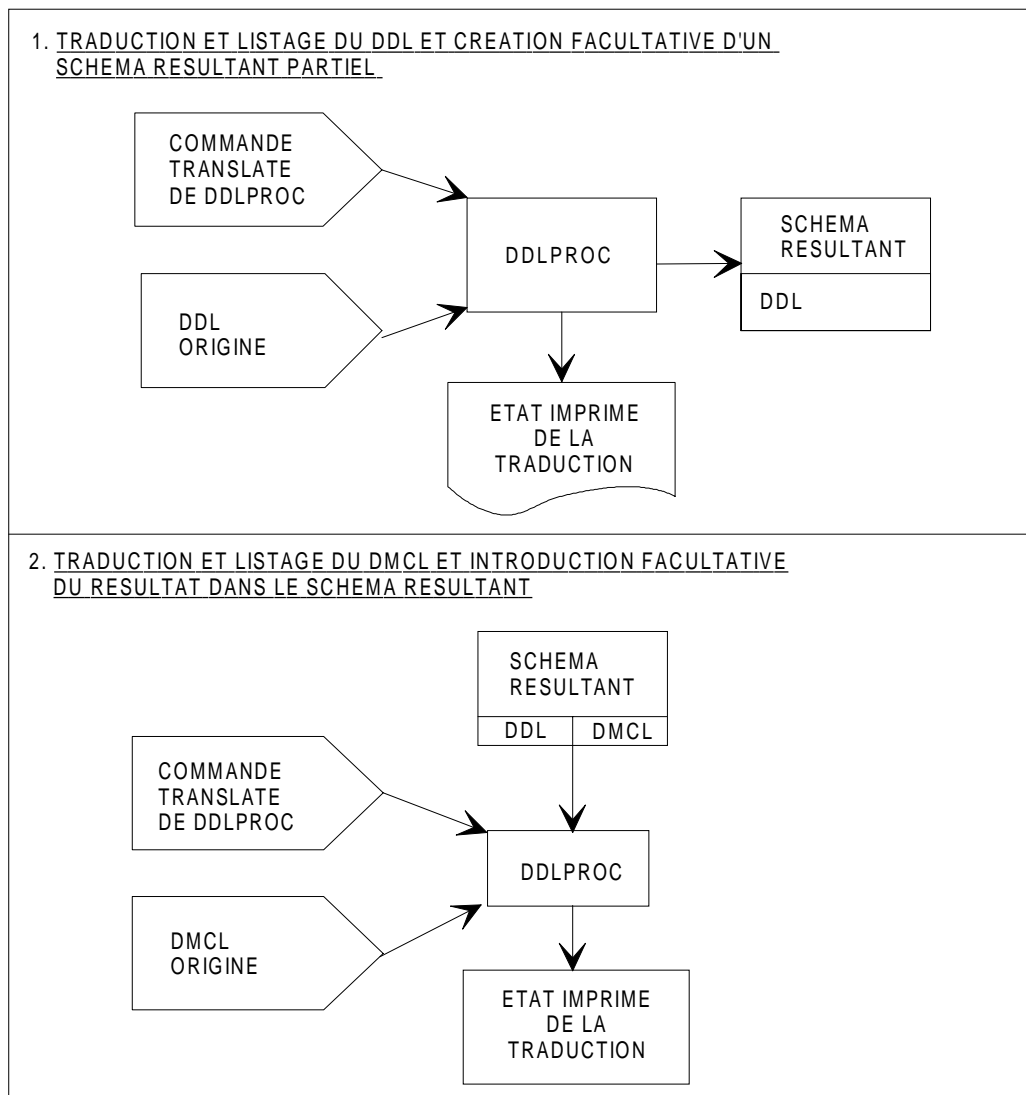 1. TRADUCTION ET LISTAGE DU DDL ET CREATION FACULTATIVE D'UN
SCHEMA RESULTANT PARTIEL
COMMANDE
TRANSLATE
DE DDLPROC
DDLPROC
SCHEMA
RESULTANT
DDL
DDL
ORIGINE
ETAT IMPRIME
DE LA
TRADUCTION
2. TRADUCTION ET LISTAGE DU DMCL ET INTRODUCTION FACULTATIVE
DU RESULTAT DANS LE SCHEMA RESULTANT
SCHEMA
RESULTANT
DDL DMCL
COMMANDE
TRANSLATE
DE DDLPROC
DDLPROC
DMCL
ORIGINE
ETAT IMPRIME
DE LA
TRADUCTION